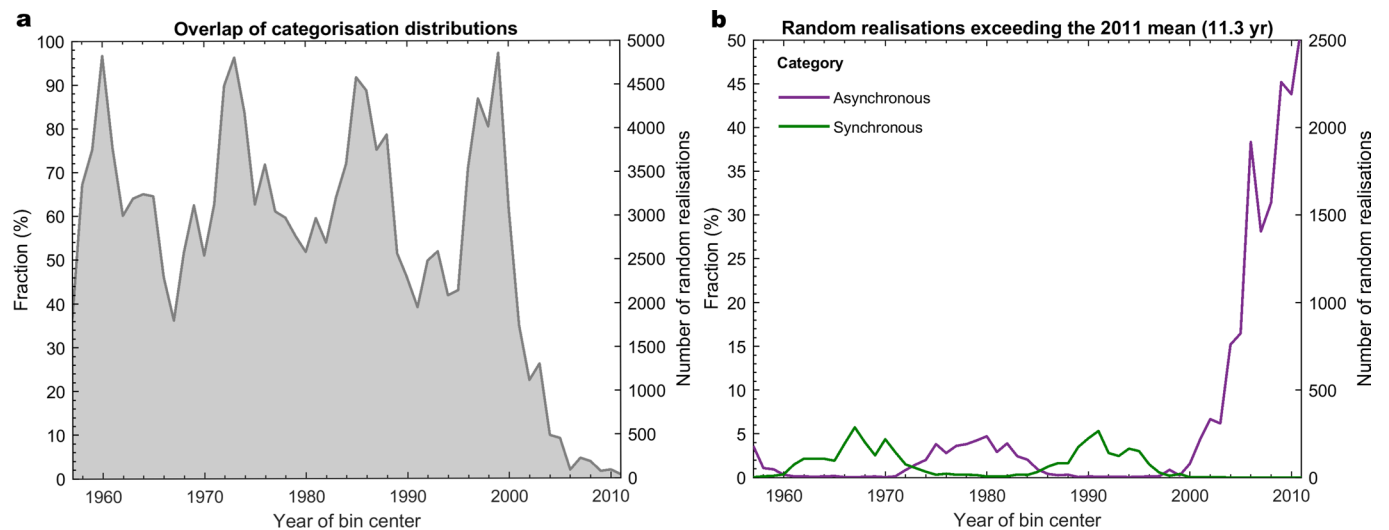 a
Overlap of categorisation distributions
100
90
80
70
60
50
40
30
20
10
0
Fraction (%)
5000
4500
4000
3500
3000
2500
2000
1500
1000
500
0
Number of random realisations
1960 1970 1980 1990 2000 2010
Year of bin center
b
Random realisations exceeding the 2011 mean (11.3 yr)
Category
Asynchronous
Synchronous
50
45
40
35
30
25
20
15
10
5
0
Fraction (%)
2500
2000
1500
1000
500
0
Number of random realisations
1960 1970 1980 1990 2000 2010
Year of bin center